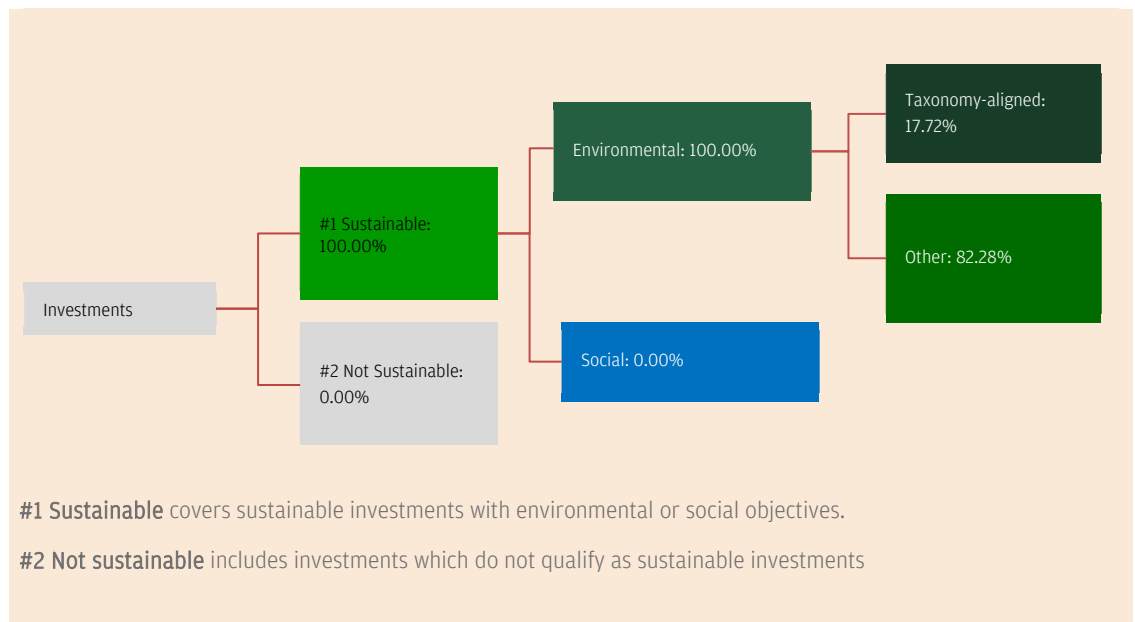 Taxonomy-aligned:
17.72%
Environmental: 100.00%
#1 Sustainable:
100.00%
Other: 82.28%
Investments
#2 Not Sustainable:
0.00%
Social: 0.00%
#1 Sustainable covers sustainable investments with environmental or social objectives.
#2 Not sustainable includes investments which do not qualify as sustainable investments